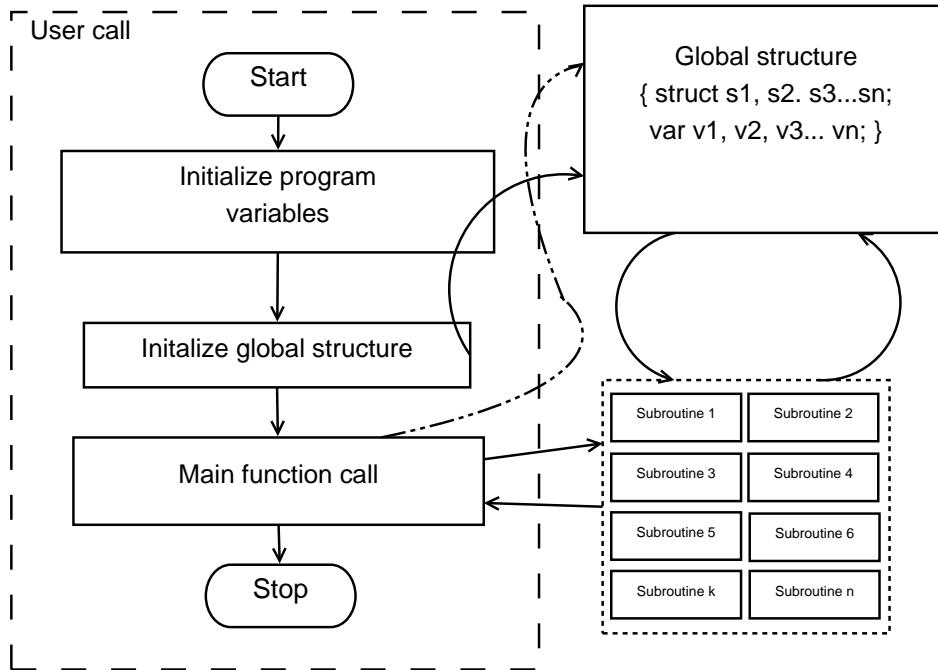 User call
Start
Initialize program
variables
Initalize global structure
Main function call
Stop
Global structure
{ struct s1, s2. s3...sn;
var v1, v2, v3... vn; }
Subroutine 1
Subroutine 2
Subroutine 3
Subroutine 4
Subroutine 5
Subroutine 6
Subroutine k
Subroutine n